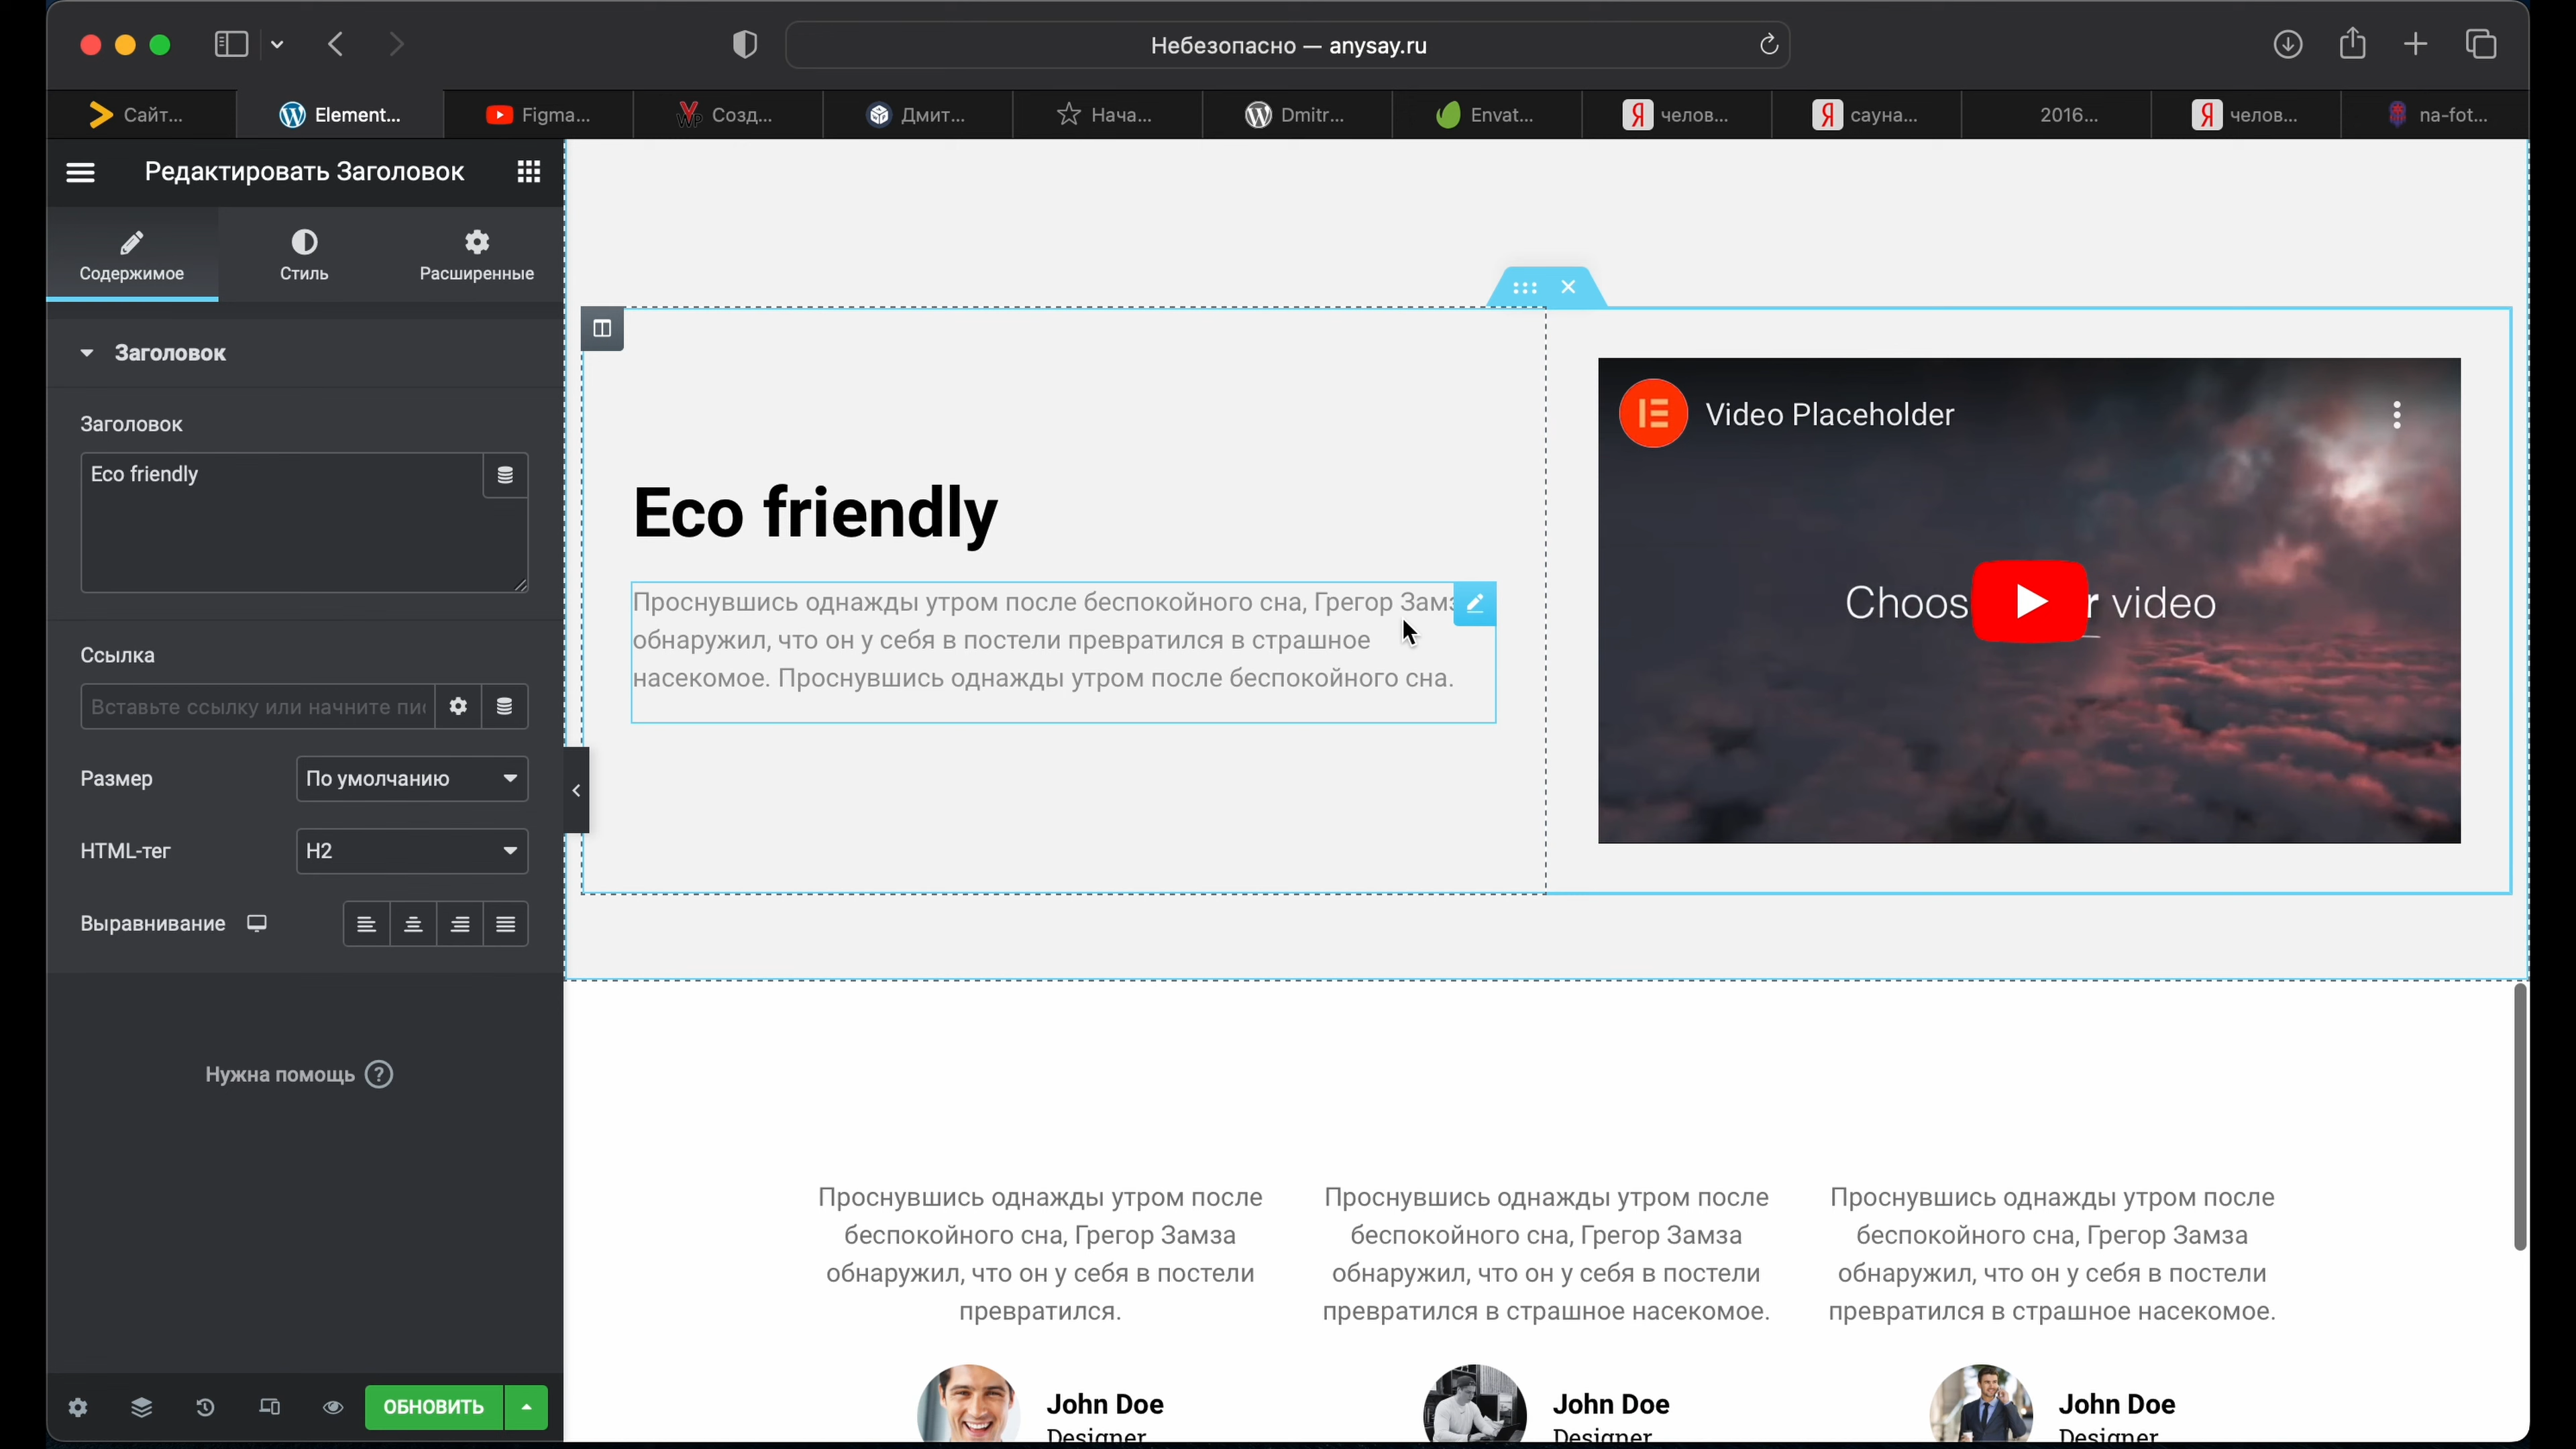 Небезопасно — anysay.ru
Сайт...
Element...
Figma...
Созд...
Дмит...
Нача...
Dmitr...
Envat...
челов...
сауна...
2016...
челов...
na-fot...
Редактировать Заголовок
Содержимое
Стиль
Расширенные
Заголовок
Заголовок
Eco friendly
Ссылка
Вставьте ссылку или начните пи
Размер
По умолчанию
HTML-тег
H2
Выравнивание
Нужна помощь ?
ОБНОВИТЬ
Eco friendly
Проснувшись однажды утром после беспокойного сна, Грегор Замз
обнаружил, что он у себя в постели превратился в страшное
насекомое. Проснувшись однажды утром после беспокойного сна.
Video Placeholder
Choos r video
Проснувшись однажды утром после
беспокойного сна, Грегор Замза
обнаружил, что он у себя в постели
превратился.
John Doe
Designer
Проснувшись однажды утром после
беспокойного сна, Грегор Замза
обнаружил, что он у себя в постели
превратился в страшное насекомое.
John Doe
Designer
Проснувшись однажды утром после
беспокойного сна, Грегор Замза
обнаружил, что он у себя в постели
превратился в страшное насекомое.
John Doe
Designer